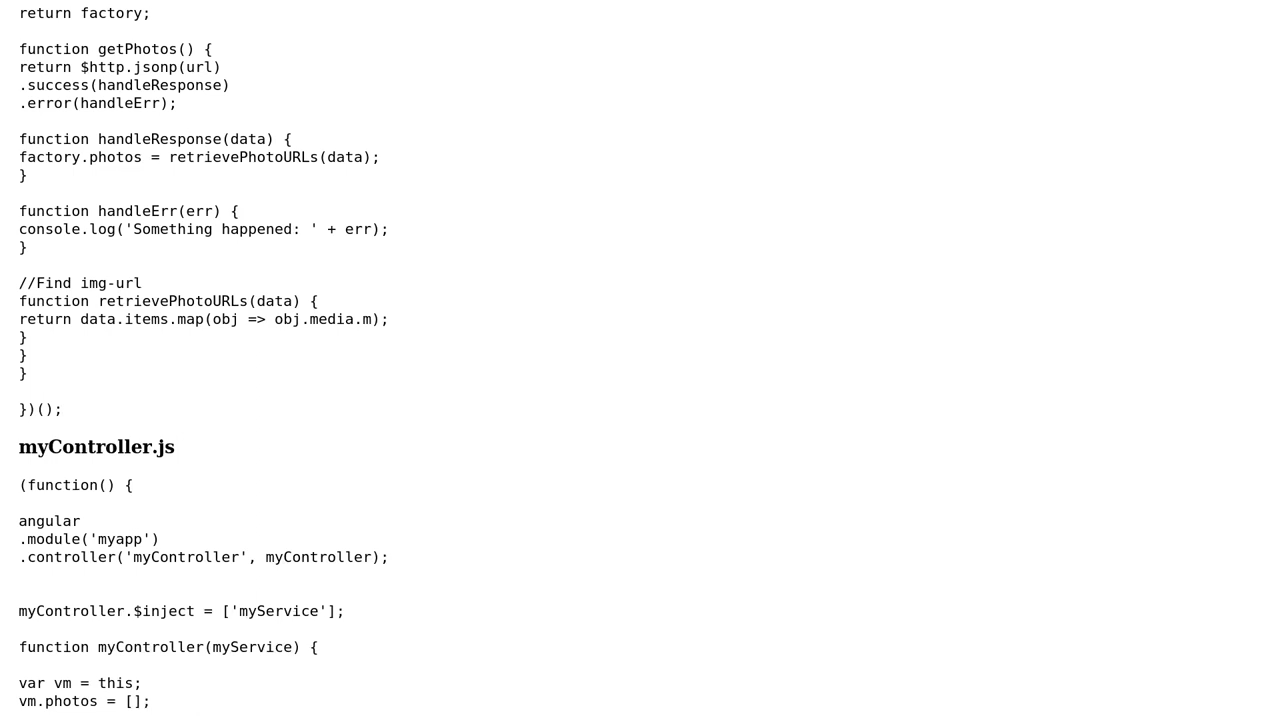 return factory;
function getPhotos() {
return $http.jsonp(url)
.success(handleResponse)
.error(handleErr);
function handleResponse(data) {
factory.photos = retrievePhotoURLs(data);
}
function handleErr(err) {
console.log('Something happened: ' + err);
}
//Find img-url
function retrievePhotoURLs(data) {
return data.items.map(obj => obj.media.m);
}
}
}
})();
myController.js
(function() {
angular
.module('myapp')
.controller('myController', myController);
myController.$inject = ['myService'];
function myController(myService) {
var vm = this;
vm.photos = [];